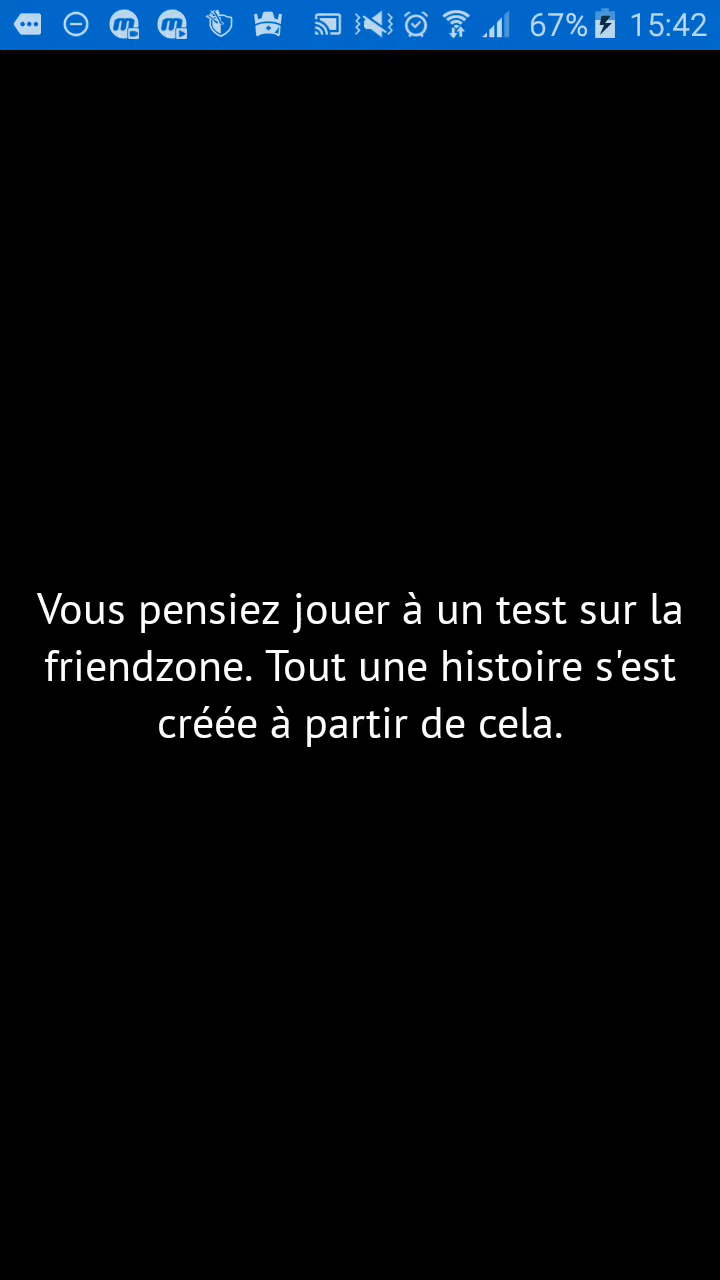 67% 15:42
Vous pensiez jouer à un test sur la
friendzone. Tout une histoire s'est
créée à partir de cela.